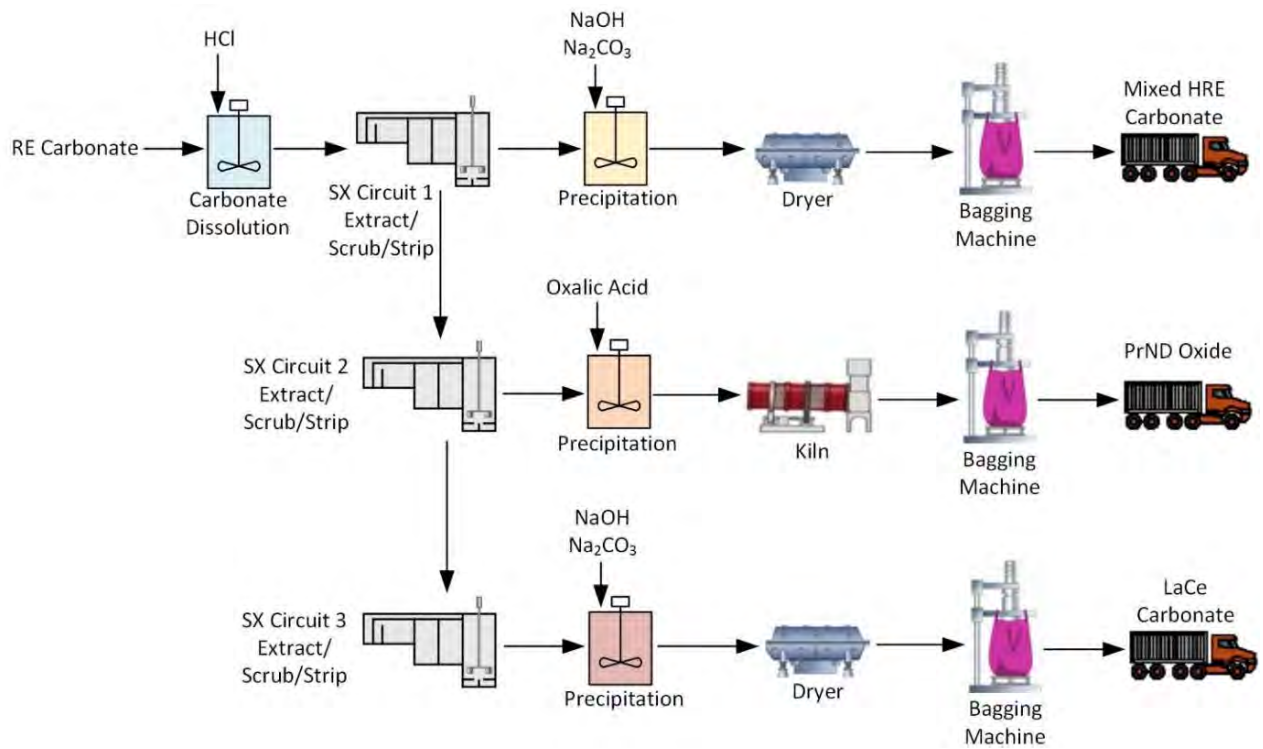 HCl
NaOH
Na₂CO₃
RE Carbonate
Carbonate
Dissolution
SX Circuit 1
Extract/
Scrub/Strip
Precipitation
Dryer
Bagging
Machine
Mixed HRE
Carbonate
Oxalic Acid
SX Circuit 2
Extract/
Scrub/Strip
Precipitation
Kiln
Bagging
Machine
PrND Oxide
NaOH
Na₂CO₃
SX Circuit 3
Extract/
Scrub/Strip
Precipitation
Dryer
Bagging
Machine
LaCe
Carbonate